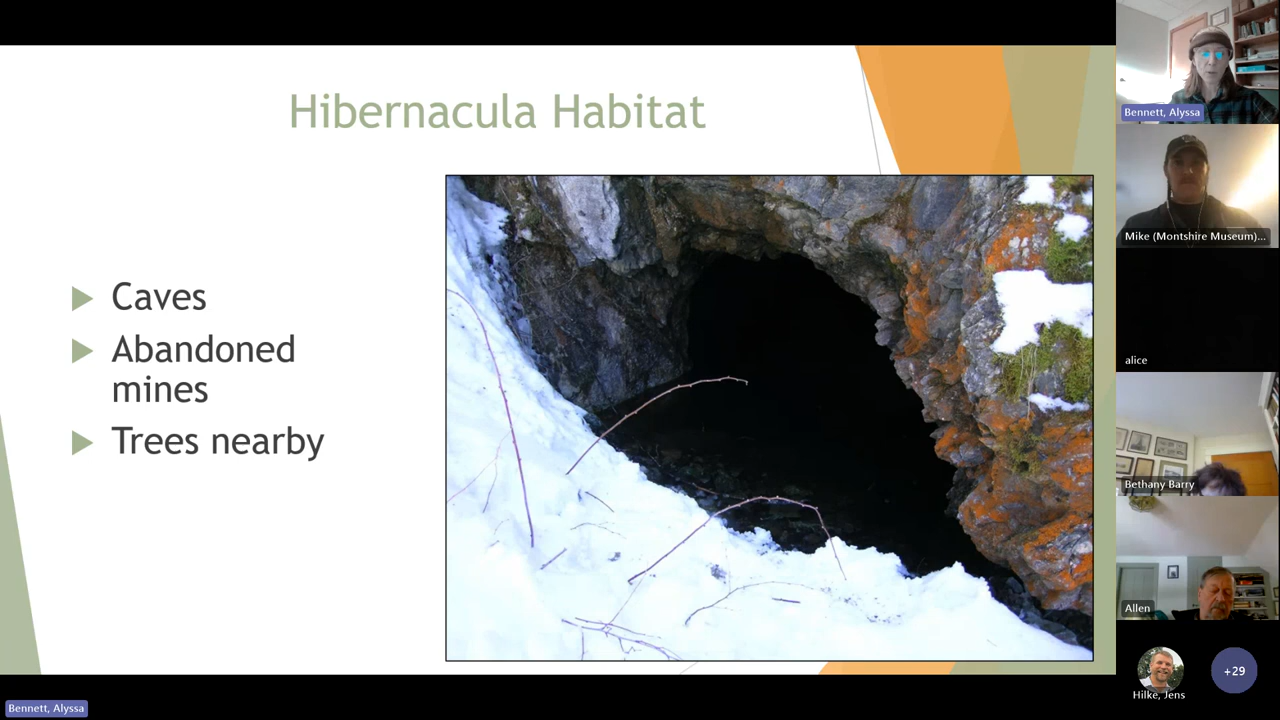 Hibernacula Habitat
Caves
Abandoned
mines
Trees nearby
Bennett, Alyssa
Bennett, Alyssa
Mike (Montshire Museum)...
alice
Bethany Barry
Allen
Hilke, Jens
+29